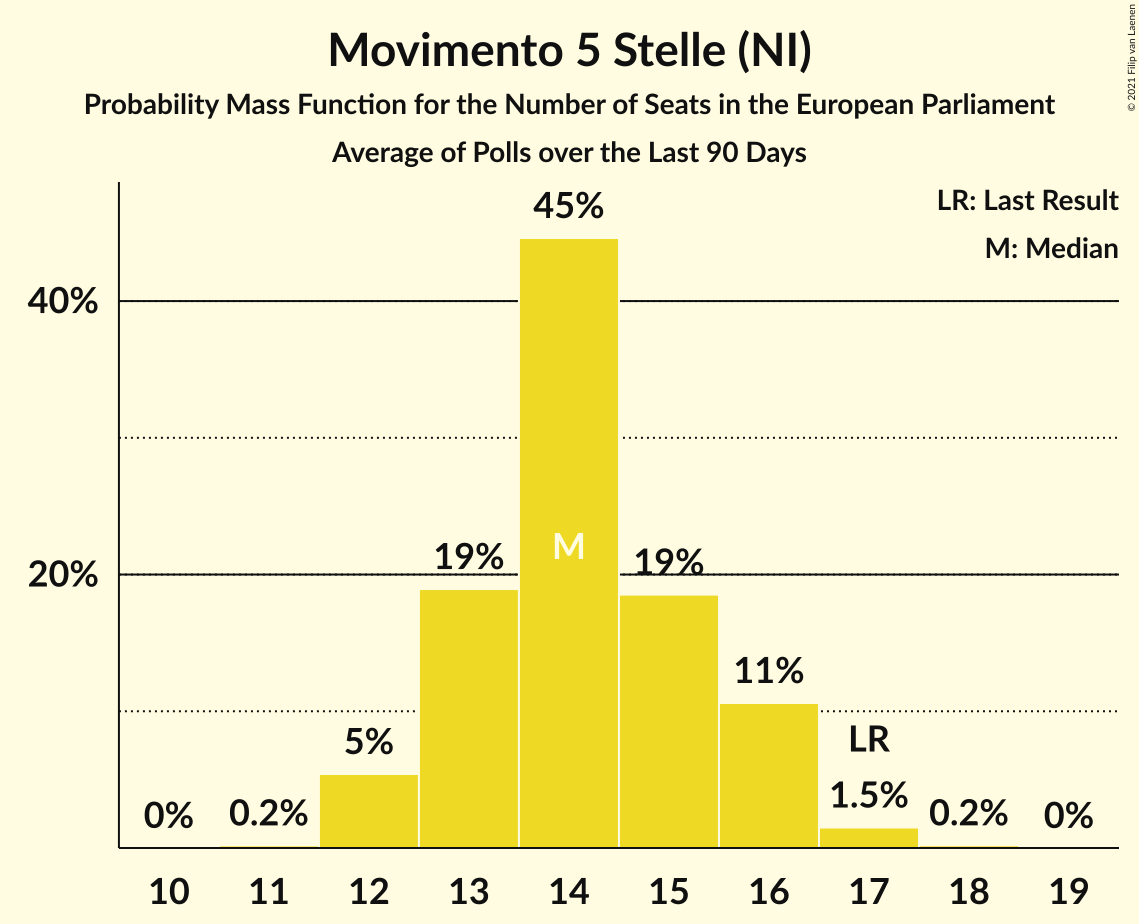 Movimento 5 Stelle (NI)
Probability Mass Function for the Number of Seats in the European Parliament
Average of Polls over the Last 90 Days
© 2021 Filip van Laenen
LR: Last Result
M: Median
45%
40%
M
19%
19%
20%
11%
LR
5%
1.5%
0%
0.2%
0.2%
0%
10 11 12 13 14 15 16 17 18 19